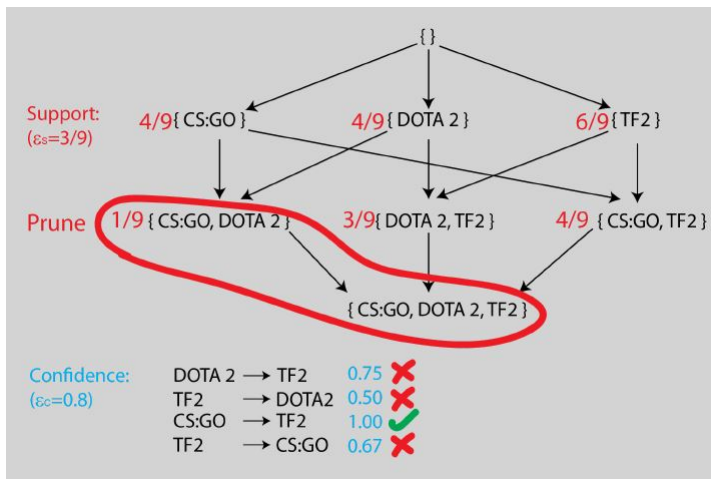 { }
Support:
(εs=3/9)
4/9 { CS:GO }
4/9 { DOTA 2 }
6/9 { TF2 }
Prune
1/9 { CS:GO, DOTA 2 }
3/9 { DOTA 2, TF2 }
4/9 { CS:GO, TF2 }
{ CS:GO, DOTA 2, TF2 }
Confidence:
(εc=0.8)
DOTA 2 → TF2 0.75 ✗
TF2 → DOTA2 0.50 ✗
CS:GO → TF2 1.00 ✓
TF2 → CS:GO 0.67 ✗